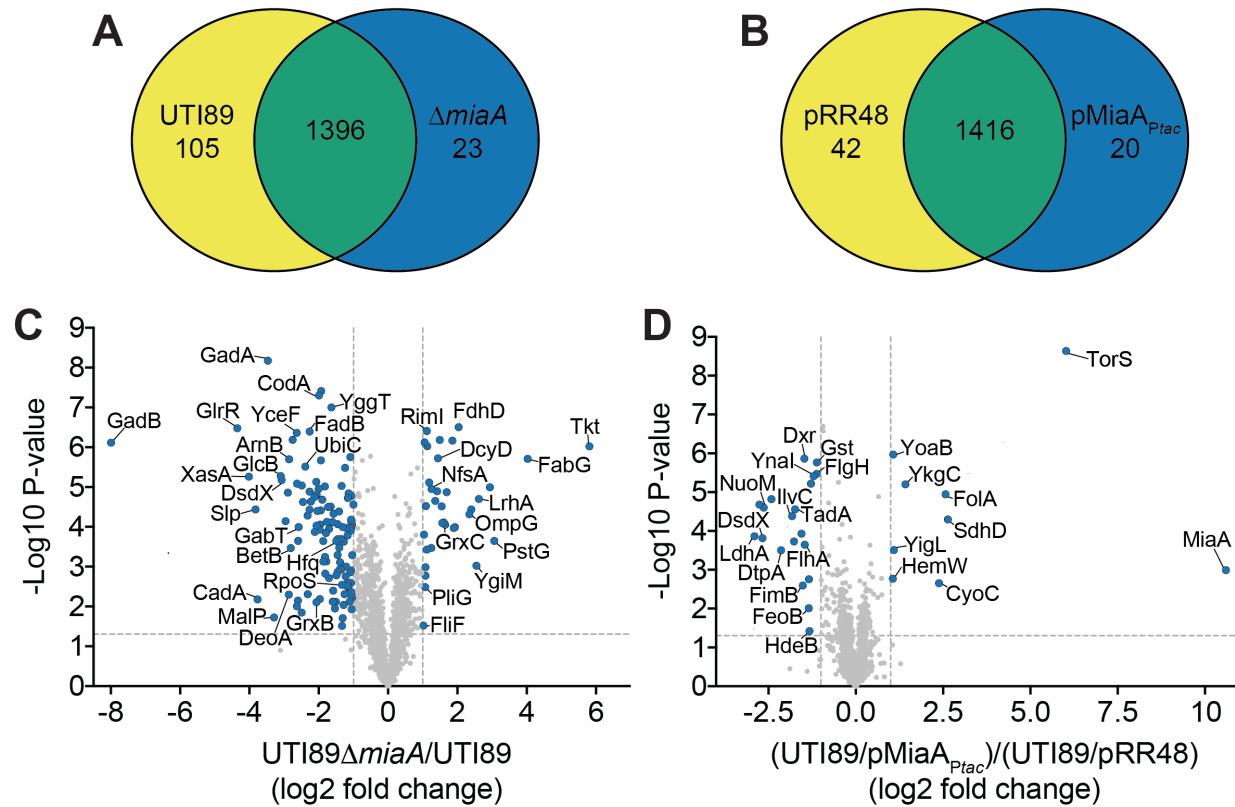 A
UTI89
105
1396
ΔmiaA
23
B
pRR48
42
1416
pMiaAPtac
20
C
-Log10 P-value
9
8
7
6
5
4
3
2
1
0
-8
-6
-4
-2
0
2
4
6
GadA
CodA
GadB
GlrR
YceF
YggT
FadB
ArnB
UbiC
GlcB
XasA
DsdX
Slp
GabT
BetB
Hfq
RpoS
CadA
MalP
DeoA
GrxB
RimI
FdhD
Tkt
DcyD
FabG
NfsA
LrhA
OmpG
GrxC
PstG
YgiM
PliG
FliF
UTI89ΔmiaA/UTI89
(log2 fold change)
D
-Log10 P-value
9
8
7
6
5
4
3
2
1
0
-2.5
0.0
2.5
5.0
7.5
10
TorS
Dxr
Gst
YnaI
FlgH
NuoM
IlvC
TadA
DsdX
LdhA
FlhA
DtpA
FimB
FeoB
HdeB
YoaB
YkgC
FolA
SdhD
YigL
HemW
CyoC
MiaA
(UTI89/pMiaAPtac)/(UTI89/pRR48)
(log2 fold change)